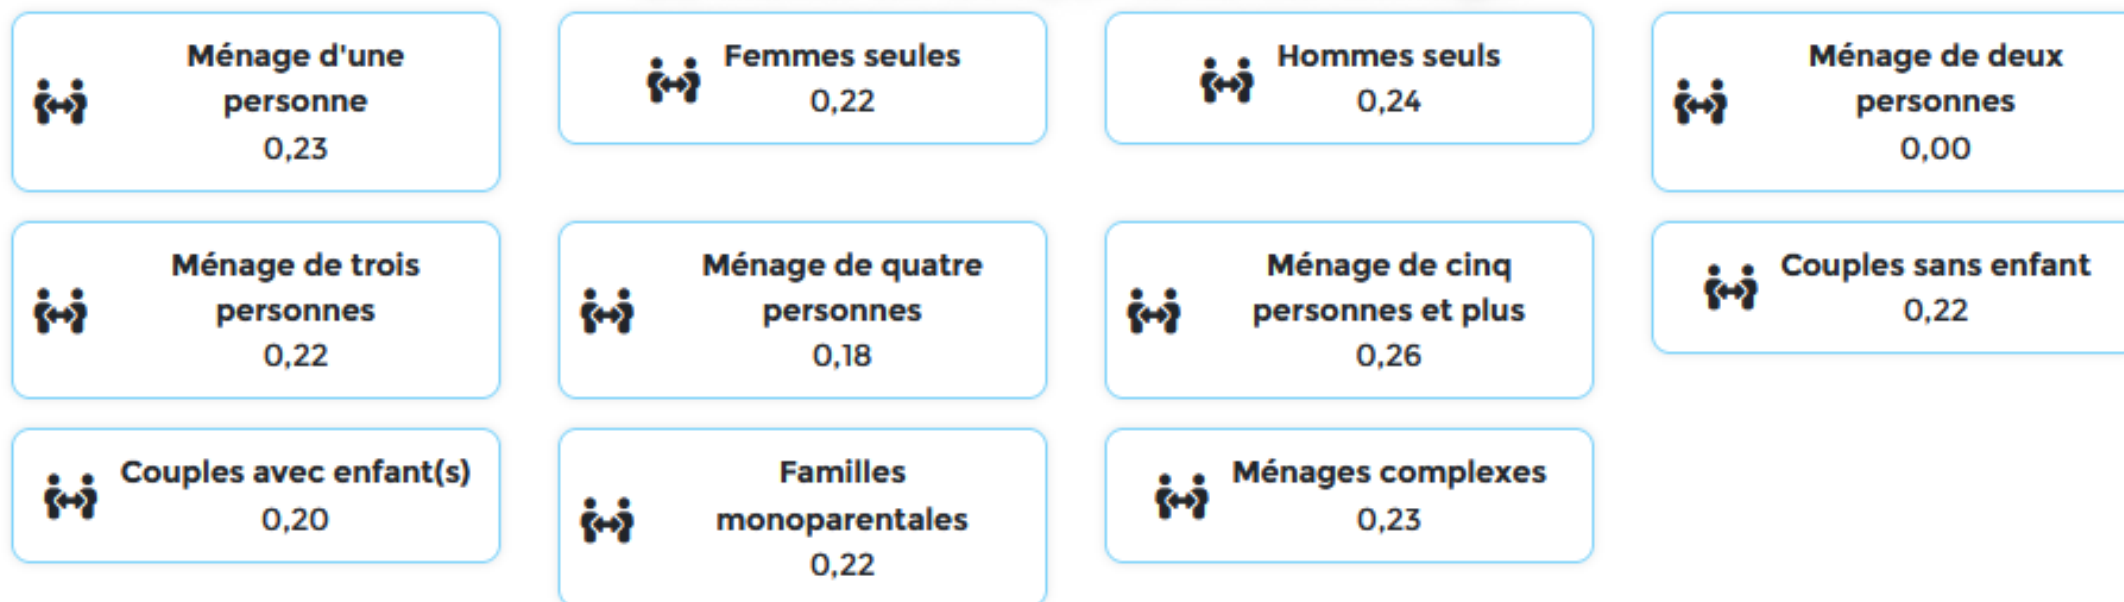 Ménage d'une
personne
0,23
Femmes seules
0,22
Hommes seuls
0,24
Ménage de deux
personnes
0,00
Ménage de trois
personnes
0,22
Ménage de quatre
personnes
0,18
Ménage de cinq
personnes et plus
0,26
Couples sans enfant
0,22
Couples avec enfant(s)
0,20
Familles
monoparentales
0,22
Ménages complexes
0,23